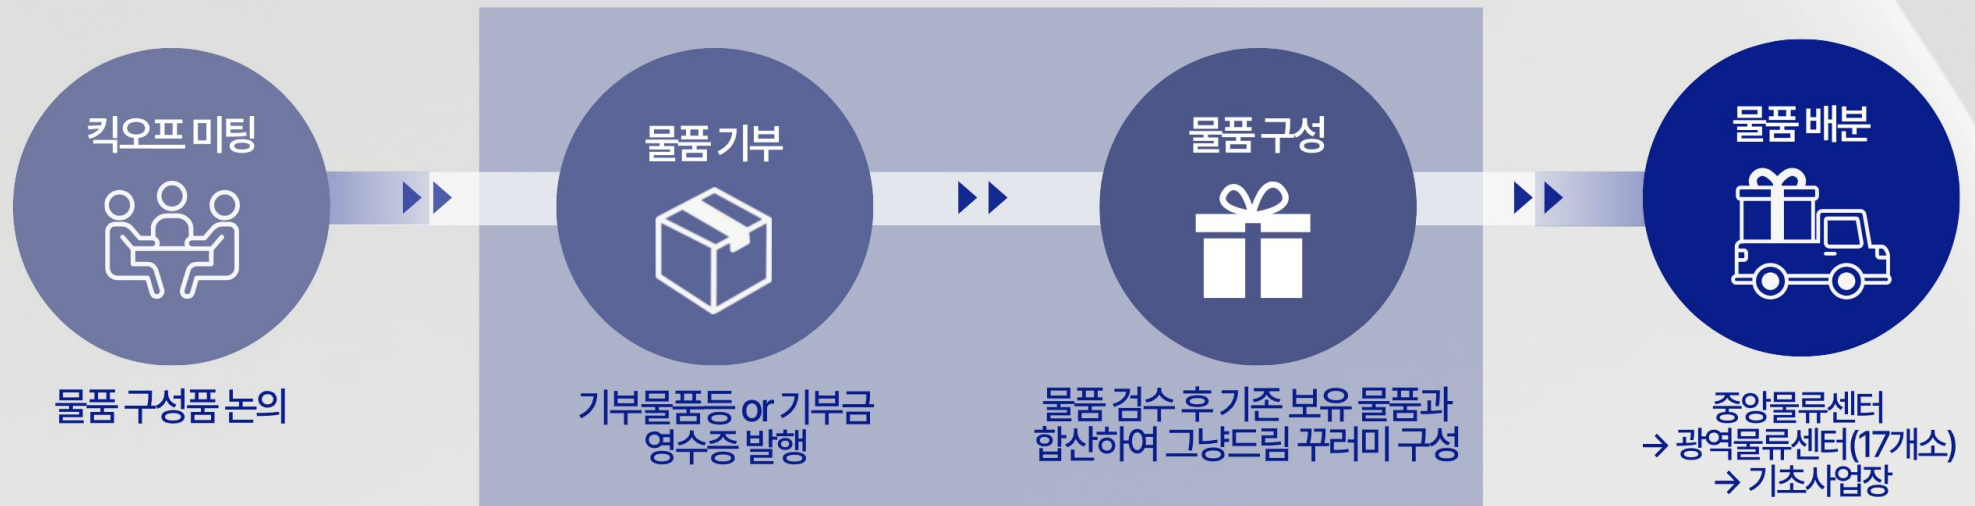 킥오프 미팅
물품 구성품 논의
물품 기부
기부물품등 or 기부금
영수증 발행
물품 구성
물품 검수 후 기존 보유 물품과
합산하여 그냥드림 꾸러미 구성
물품 배분
중앙물류센터
→ 광역물류센터(17개소)
→ 기초사업장